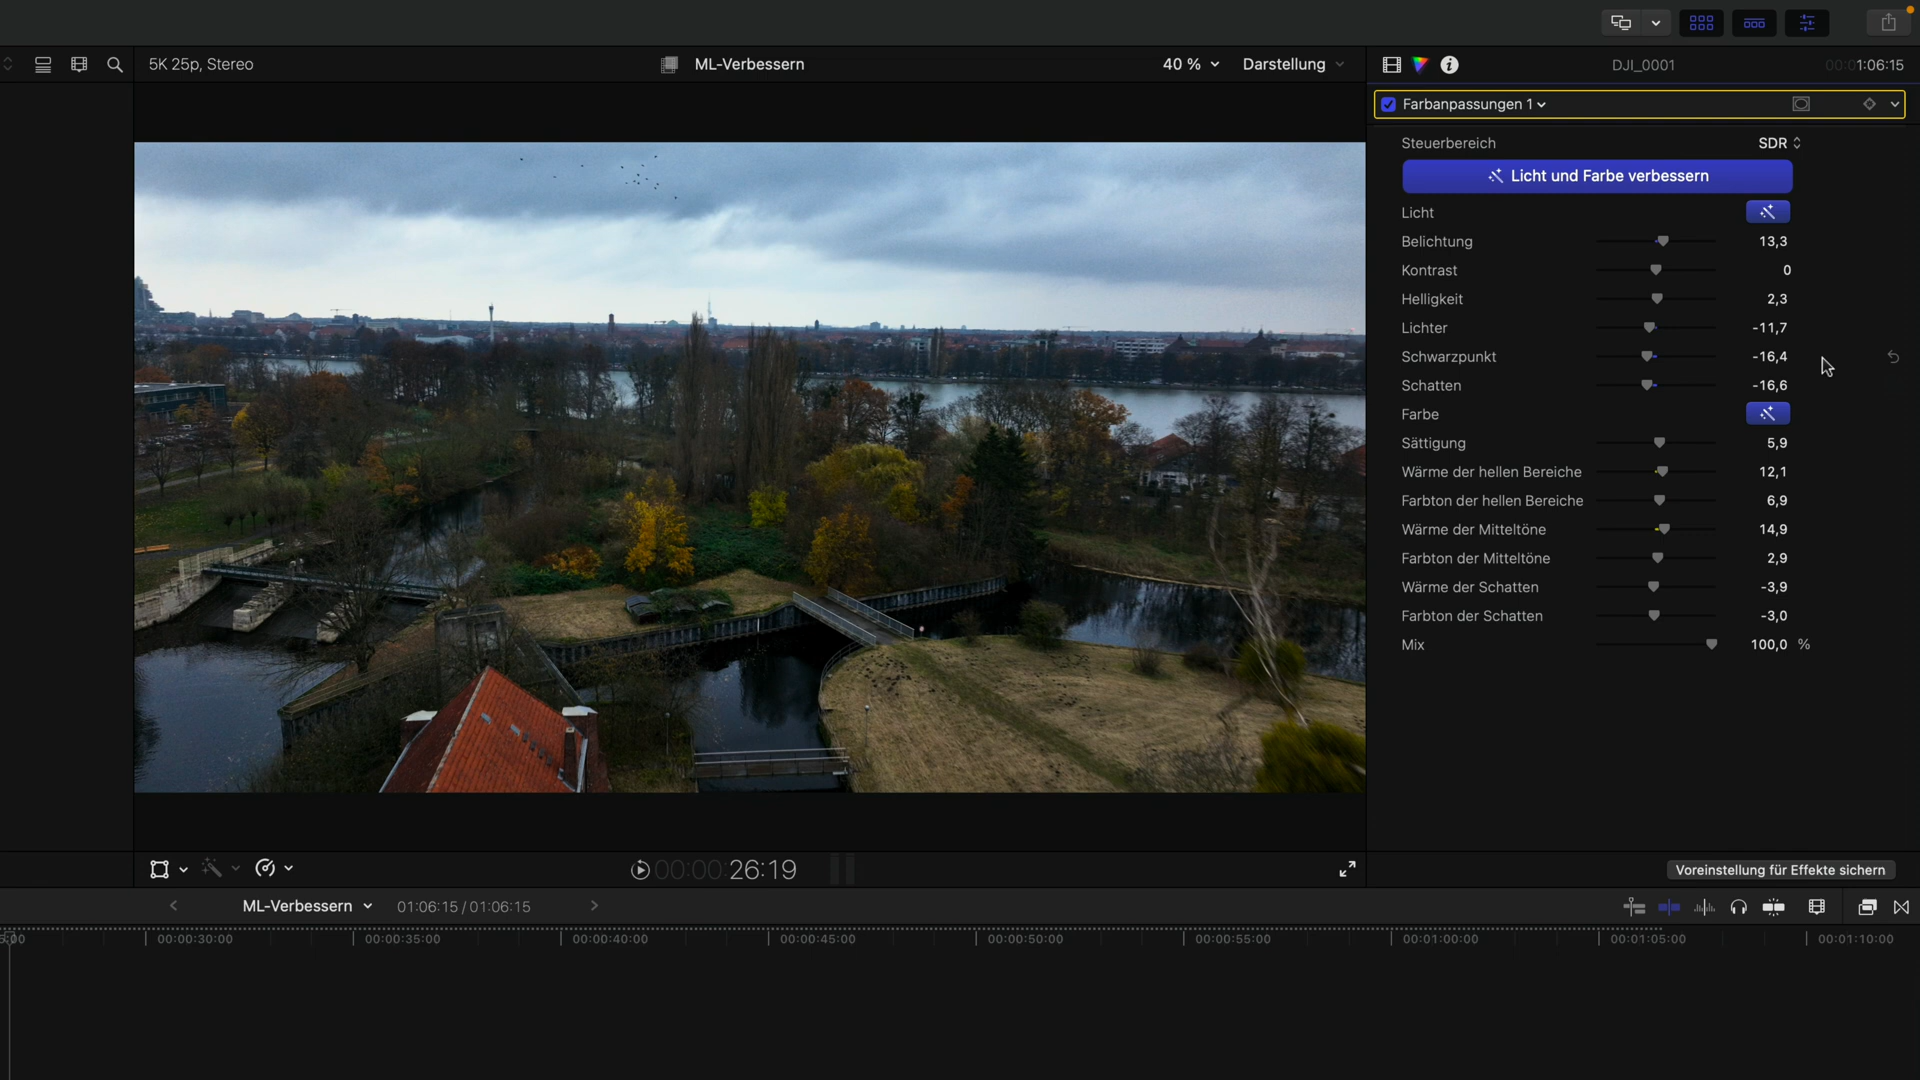 5K 25p, Stereo
ML-Verbessern
40 %
Darstellung
DJI_0001
00:01:06:15
Farbanpassungen 1
Steuerbereich
SDR
Licht und Farbe verbessern
Licht
Belichtung
13,3
Kontrast
0
Helligkeit
2,3
Lichter
-11,7
Schwarzpunkt
-16,4
Schatten
-16,6
Farbe
Sättigung
5,9
Wärme der hellen Bereiche
12,1
Farbton der hellen Bereiche
6,9
Wärme der Mitteltöne
14,9
Farbton der Mitteltöne
2,9
Wärme der Schatten
-3,9
Farbton der Schatten
-3,0
Mix
100,0 %
00:00:26:19
Voreinstellung für Effekte sichern
ML-Verbessern
01:06:15 / 01:06:15
00:00:30:00
00:00:35:00
00:00:40:00
00:00:45:00
00:00:50:00
00:00:55:00
00:01:00:00
00:01:05:00
00:01:10:00